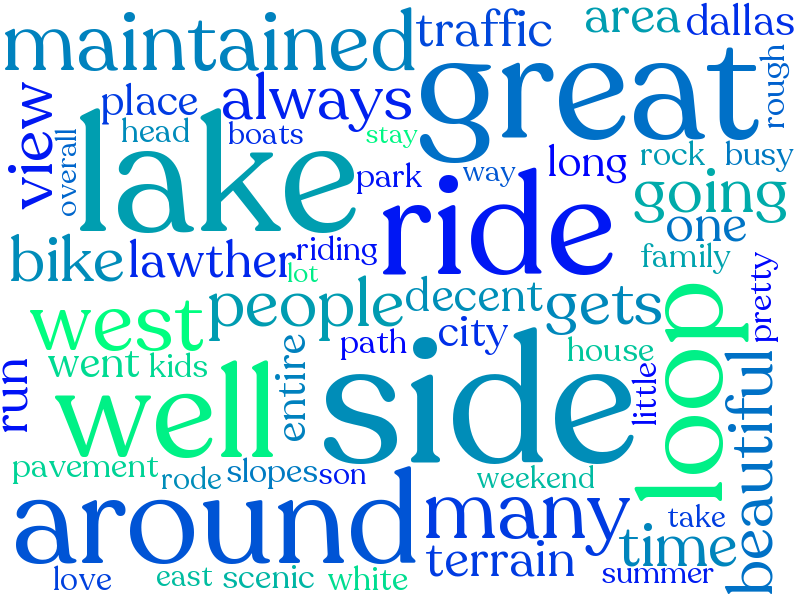 maintained
traffic
area
dallas
view
place
always
great
rough
overall
head
boats
stay
lake
park
way
long
rock
busy
ride
going
one
family
bike
lawther
riding
lot
people
decent
gets
pretty
west
path
city
loop
went
kids
entire
house
run
well
side
little
beautiful
pavement
rode
slopes
son
weekend
around
many
take
terrain
time
love
east
scenic
white
summer